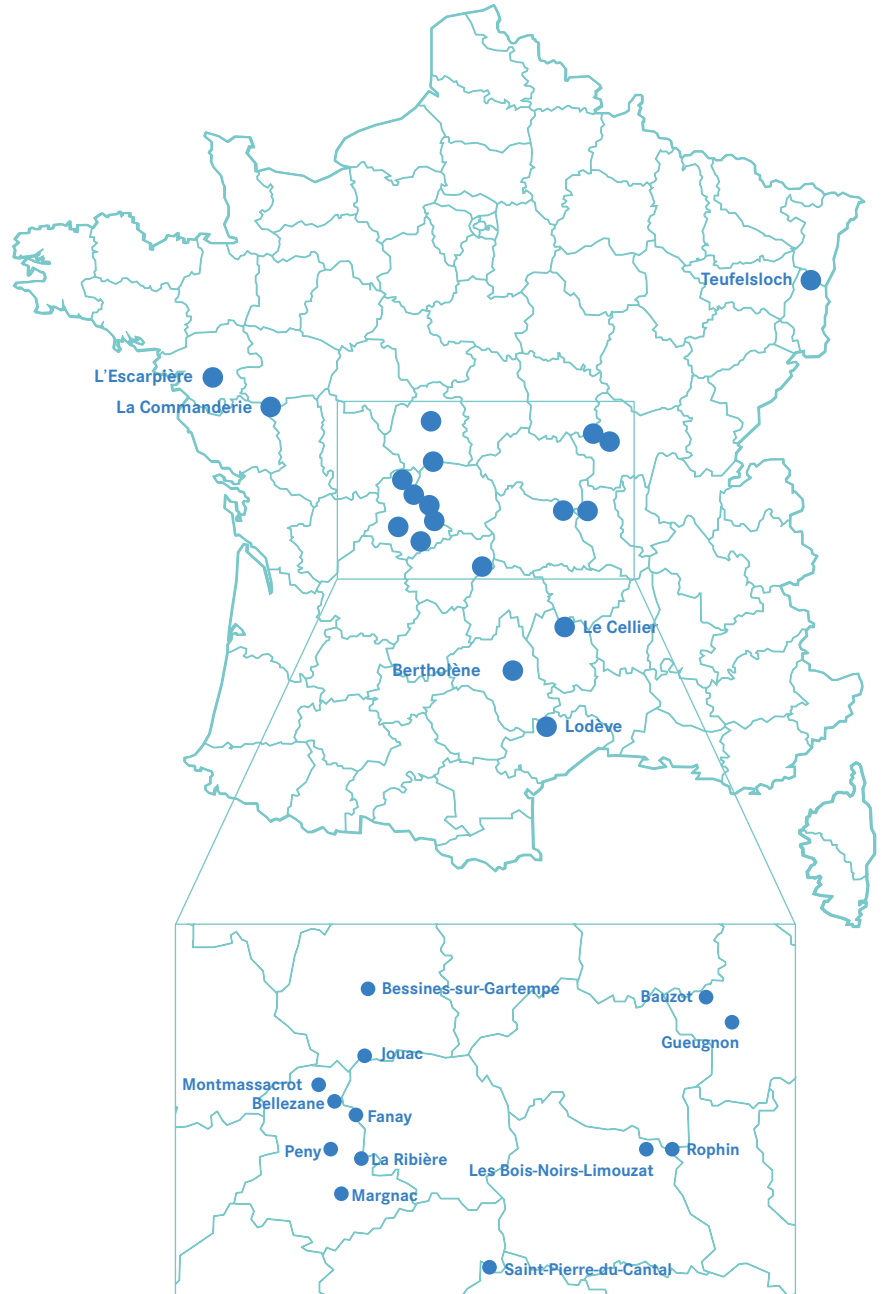 Teufelsloch
L'Escarpière
La Commanderie
Le Cellier
Bertholène
Lodève
Bessines-sur-Gartempe
Bauzot
Gueugnon
Jouac
Montmassacrot
Bellezane
Fanay
Peny
La Ribière
Les Bois-Noirs-Limouzat
Rophin
Margnac
Saint-Pierre-du-Cantal